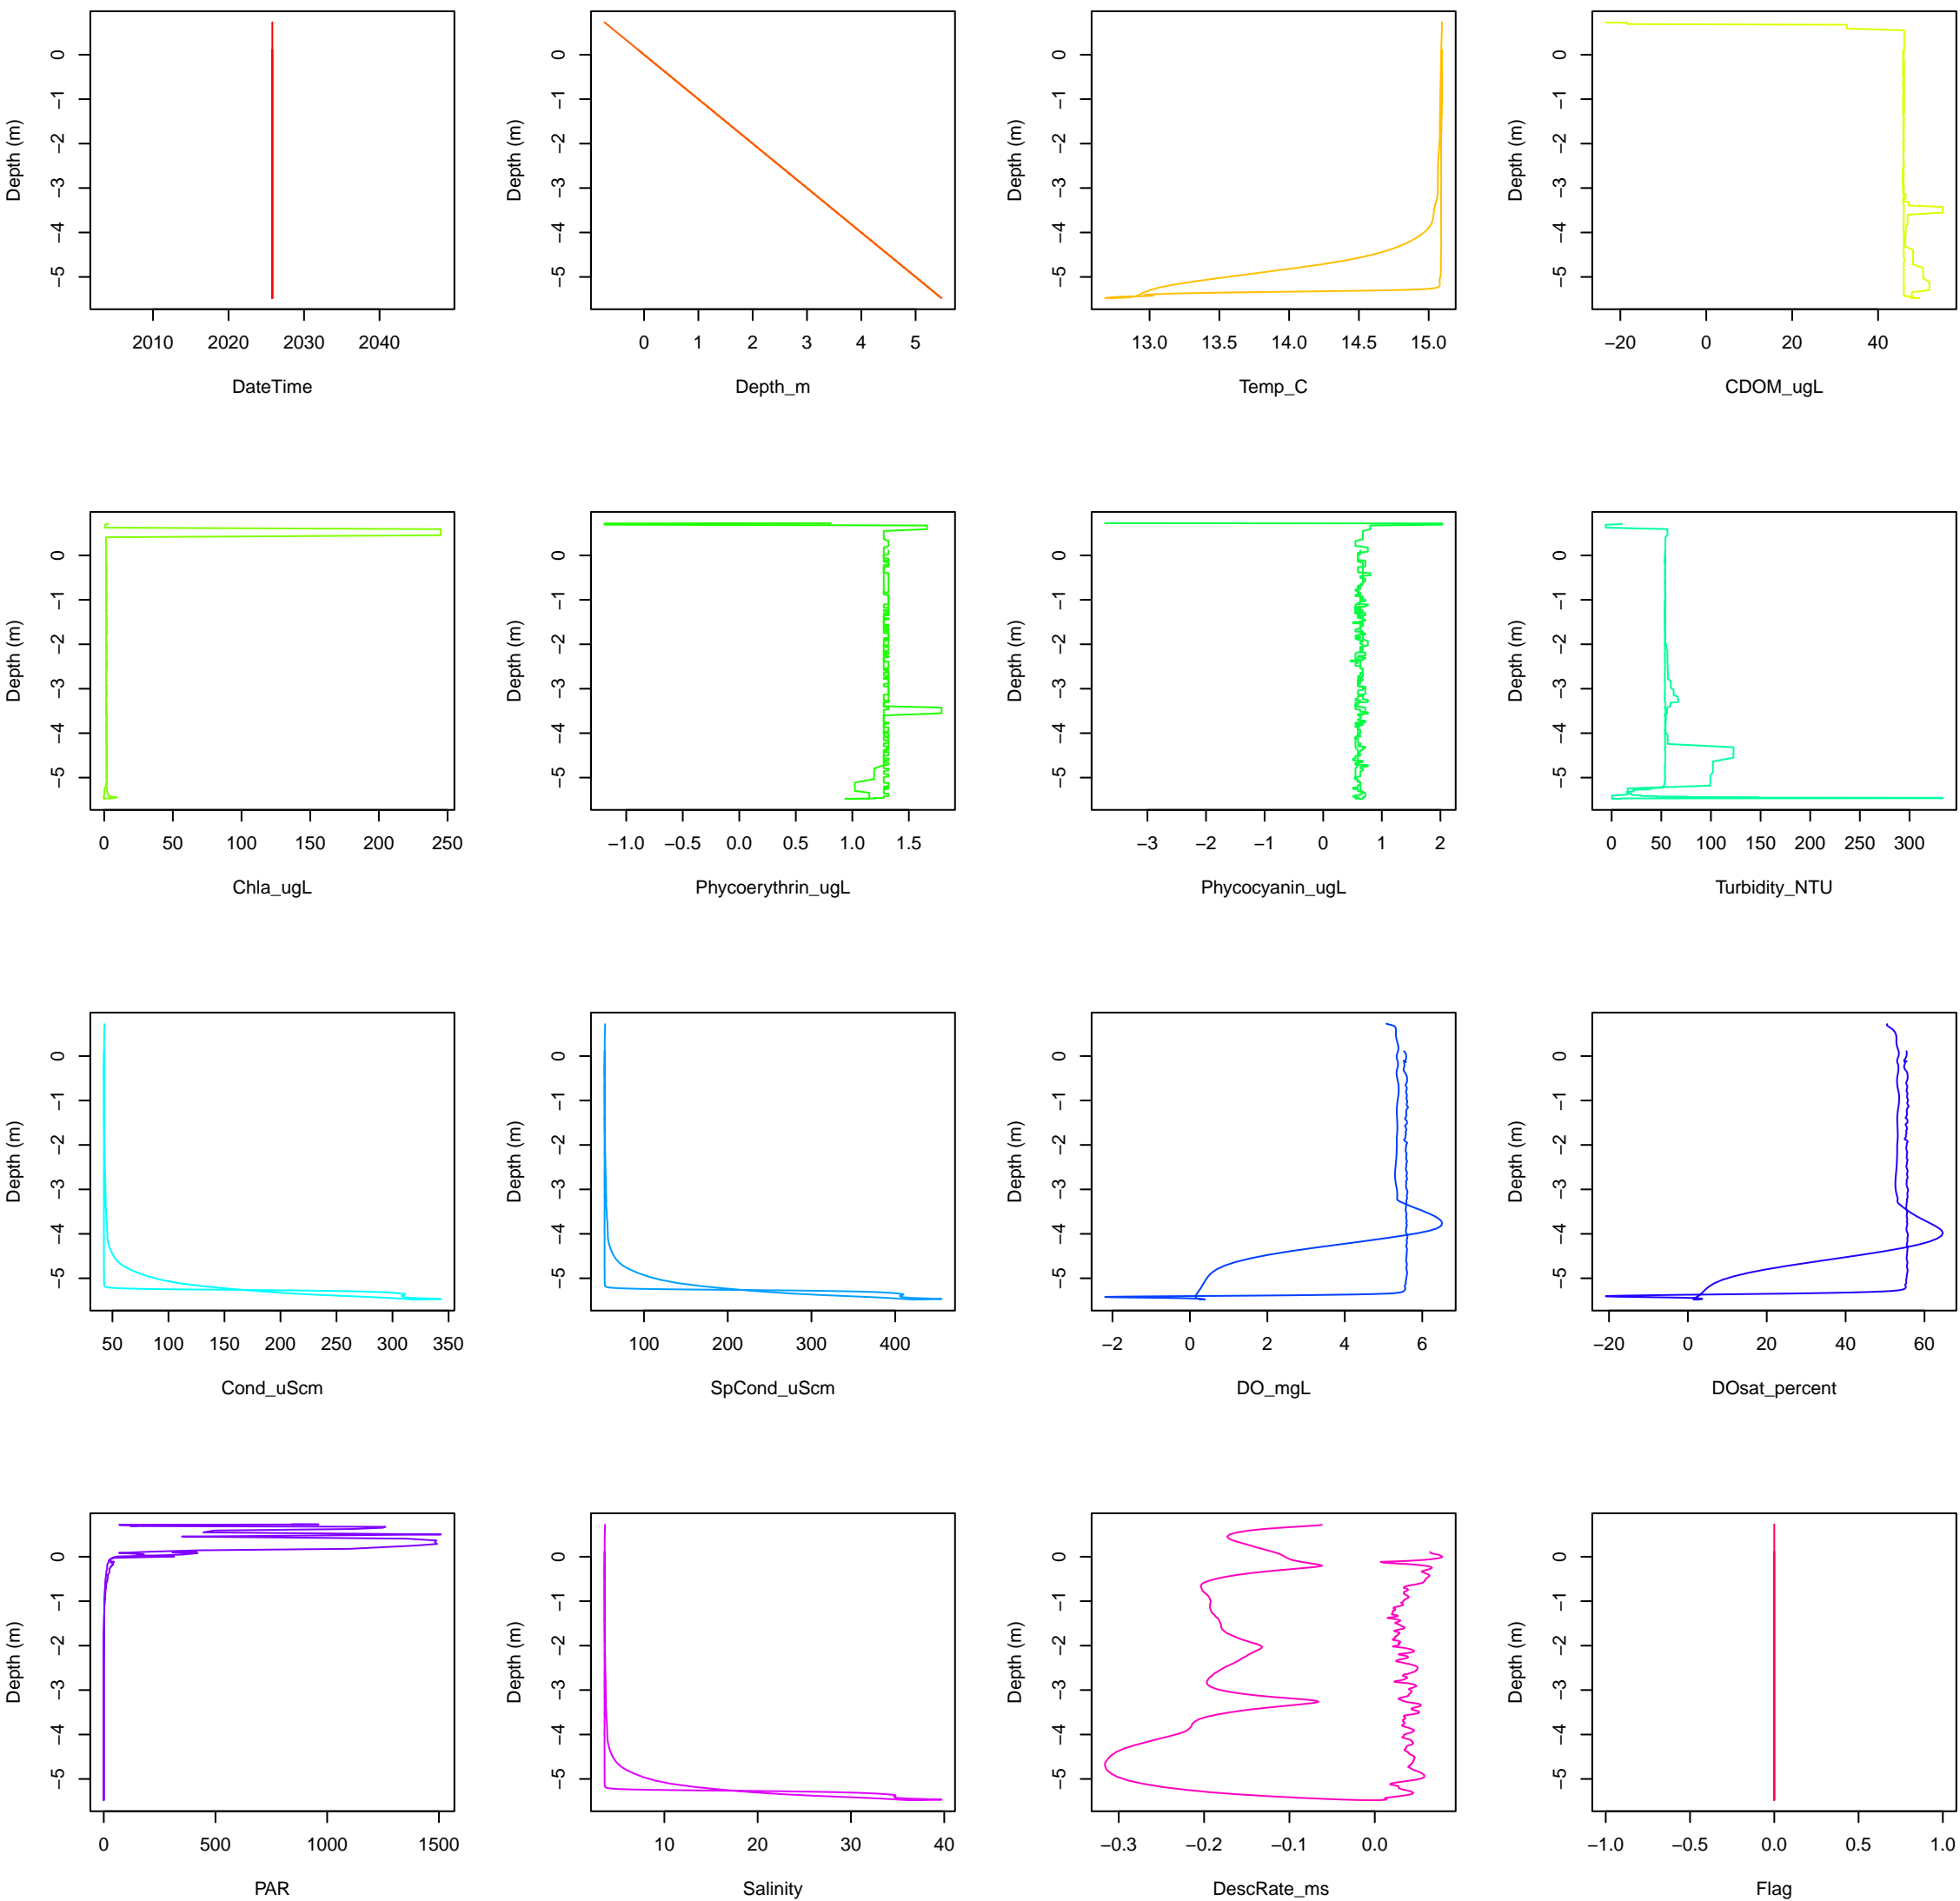 Depth (m)
0
−1
−2
−3
−4
−5
2010 2020 2030 2040
DateTime
Depth (m)
0
−1
−2
−3
−4
−5
0 1 2 3 4 5
Depth_m
Depth (m)
0
−1
−2
−3
−4
−5
13.0 13.5 14.0 14.5 15.0
Temp_C
Depth (m)
0
−1
−2
−3
−4
−5
−20 0 20 40
CDOM_ugL
Depth (m)
0
−1
−2
−3
−4
−5
0 50 100 150 200 250
Chla_ugL
Depth (m)
0
−1
−2
−3
−4
−5
−1.0 −0.5 0.0 0.5 1.0 1.5
Phycoerythrin_ugL
Depth (m)
0
−1
−2
−3
−4
−5
−3 −2 −1 0 1 2
Phycocyanin_ugL
Depth (m)
0
−1
−2
−3
−4
−5
0 50 100 150 200 250 300
Turbidity_NTU
Depth (m)
0
−1
−2
−3
−4
−5
50 100 150 200 250 300 350
Cond_uScm
Depth (m)
0
−1
−2
−3
−4
−5
100 200 300 400
SpCond_uScm
Depth (m)
0
−1
−2
−3
−4
−5
−2 0 2 4 6
DO_mgL
Depth (m)
0
−1
−2
−3
−4
−5
−20 0 20 40 60
DOsat_percent
Depth (m)
0
−1
−2
−3
−4
−5
0 500 1000 1500
PAR
Depth (m)
0
−1
−2
−3
−4
−5
10 20 30 40
Salinity
Depth (m)
0
−1
−2
−3
−4
−5
−0.3 −0.2 −0.1 0.0
DescRate_ms
Depth (m)
0
−1
−2
−3
−4
−5
−1.0 −0.5 0.0 0.5 1.0
Flag